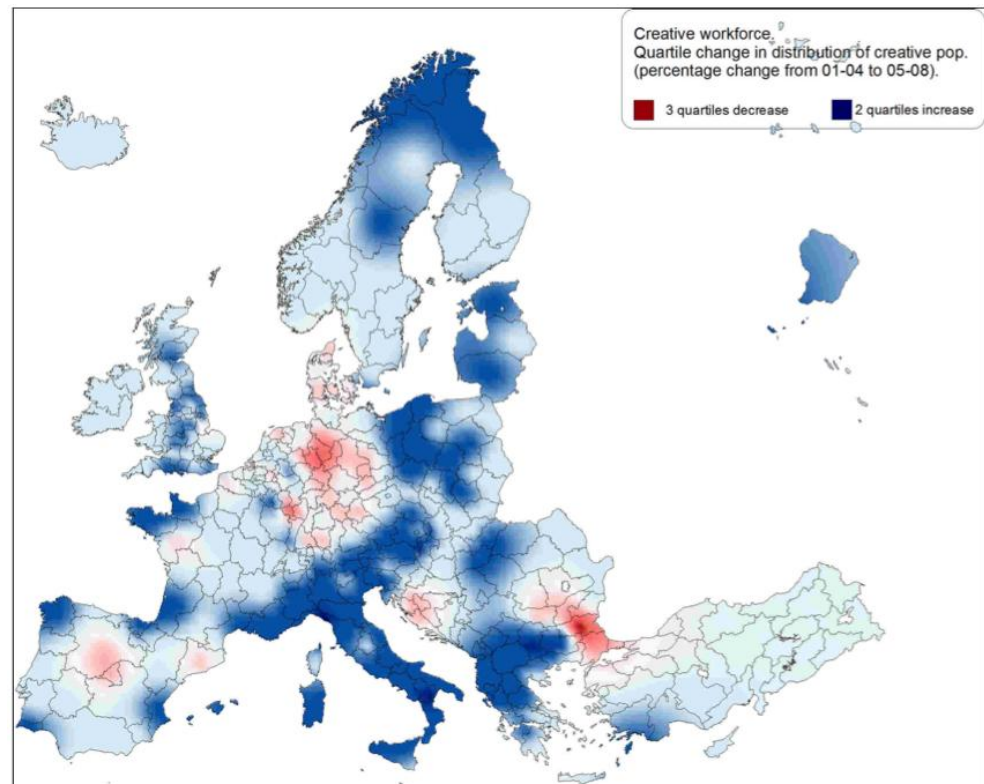 Creative workforce.
Quartile change in distribution of creative pop.
(percentage change from 01-04 to 05-08).
3 quartiles decrease
2 quartiles increase